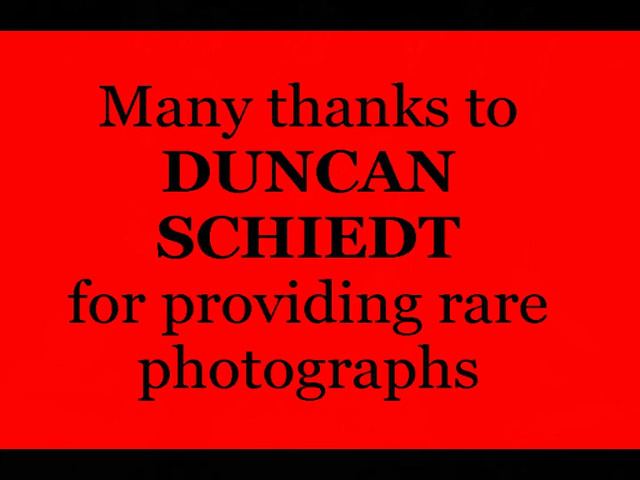 Many thanks to
DUNCAN
SCHIEDT
for providing rare
photographs